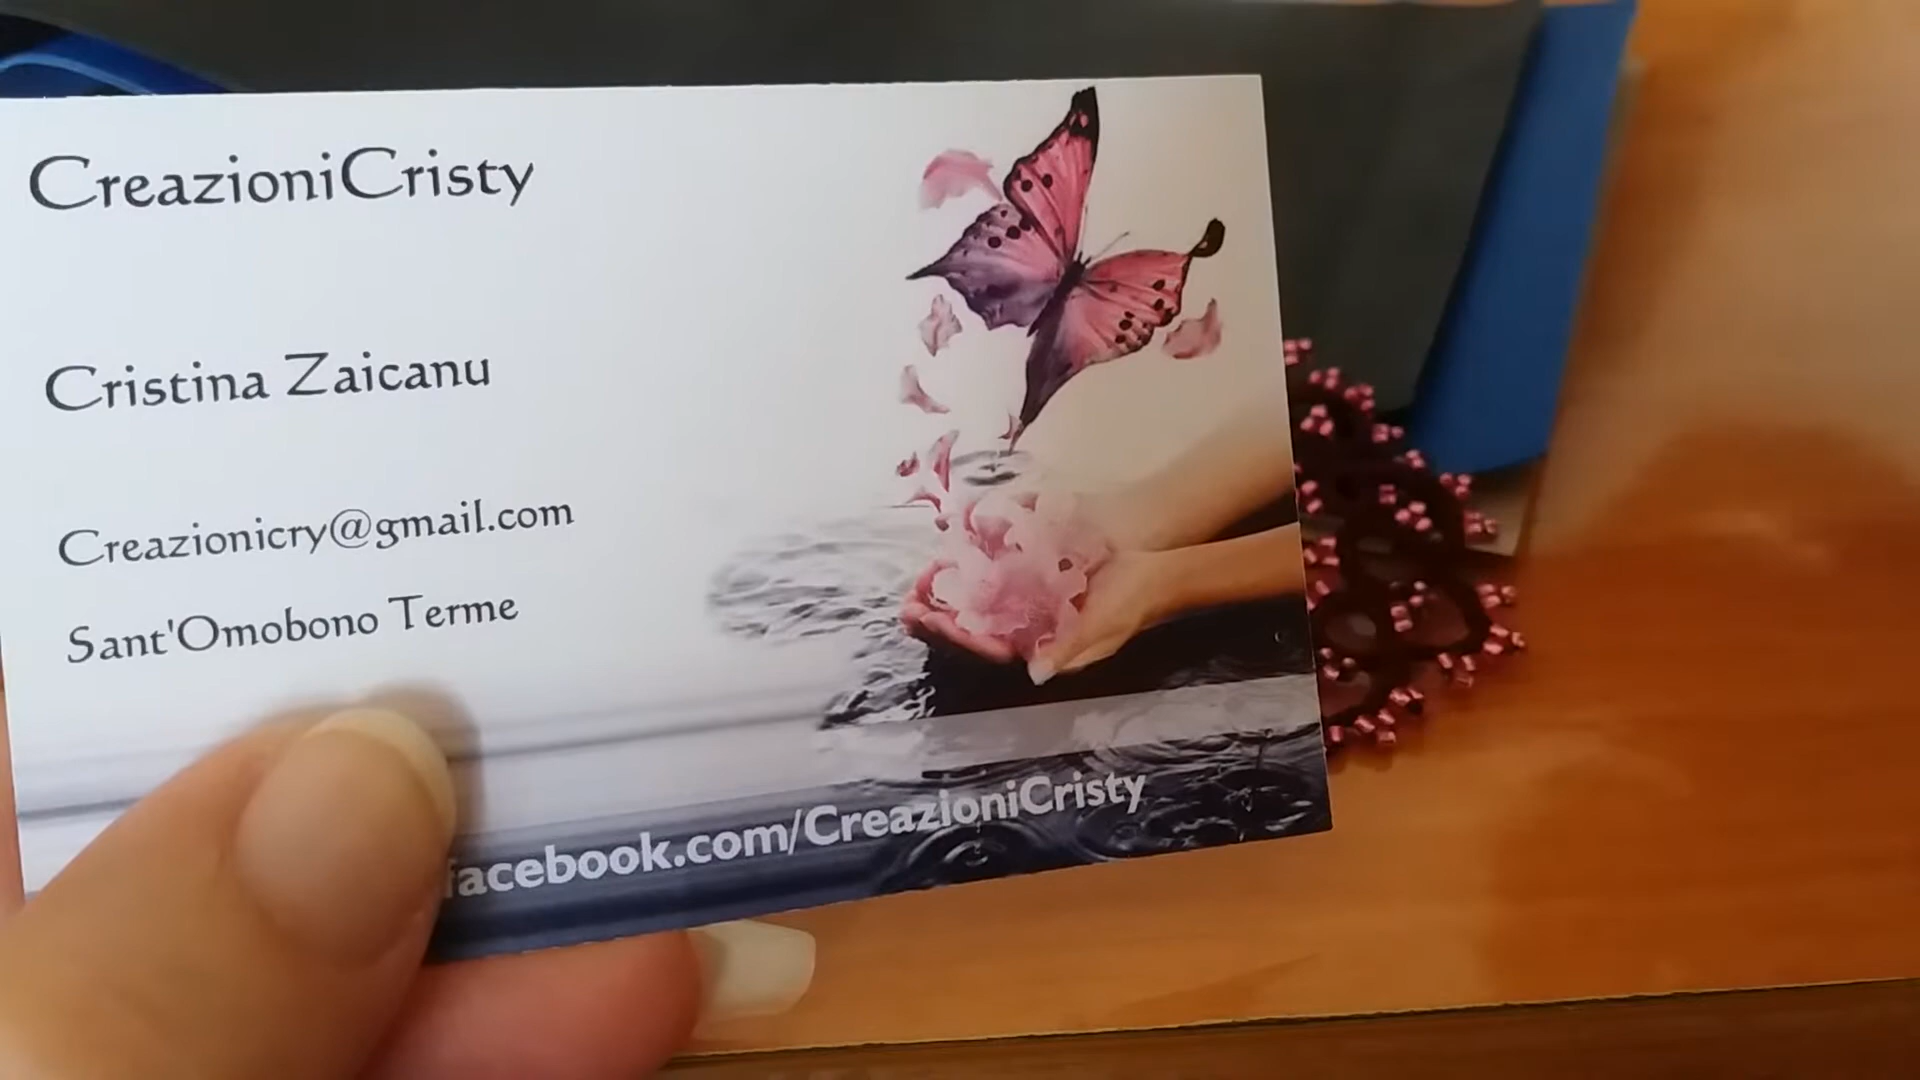 CreazioniCristy
Cristina Zaicanu
Creazionicry@gmail.com
Sant'Omobono Terme
facebook.com/CreazioniCristy